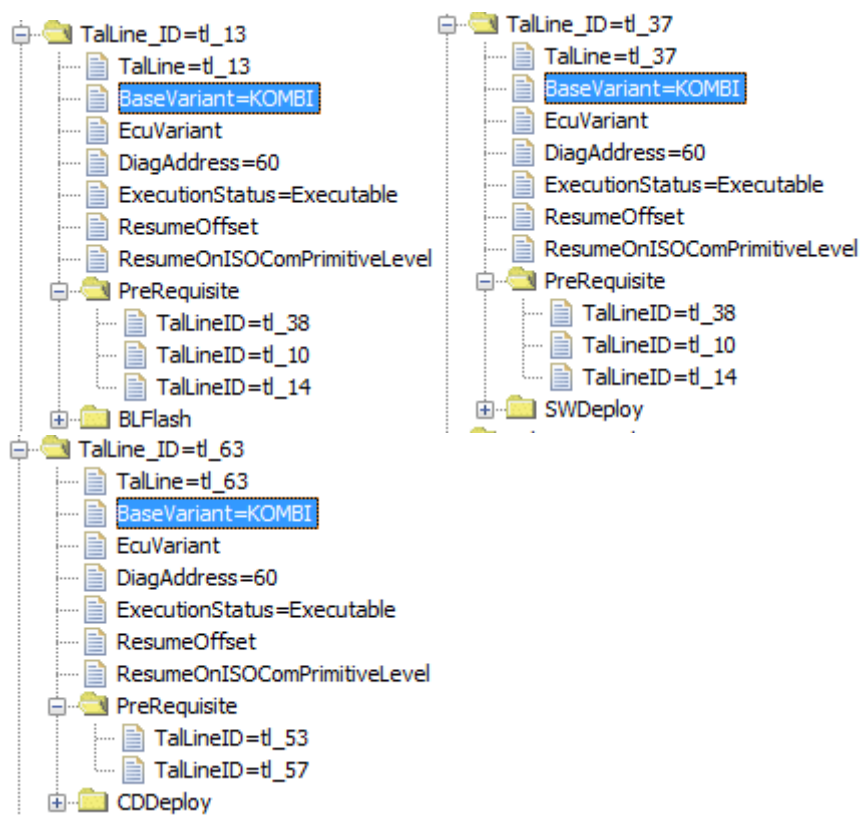 TalLine_ID=tl_13
TalLine=tl_13
BaseVariant=KOMBI
EcuVariant
DiagAddress=60
ExecutionStatus=Executable
ResumeOffset
ResumeOnISOComPrimitiveLevel
PreRequisite
TalLineID=tl_38
TalLineID=tl_10
TalLineID=tl_14
BLFlash
TalLine_ID=tl_37
TalLine=tl_37
BaseVariant=KOMBI
EcuVariant
DiagAddress=60
ExecutionStatus=Executable
ResumeOffset
ResumeOnISOComPrimitiveLevel
PreRequisite
TalLineID=tl_38
TalLineID=tl_10
TalLineID=tl_14
SWDeploy
TalLine_ID=tl_63
TalLine=tl_63
BaseVariant=KOMBI
EcuVariant
DiagAddress=60
ExecutionStatus=Executable
ResumeOffset
ResumeOnISOComPrimitiveLevel
PreRequisite
TalLineID=tl_53
TalLineID=tl_57
CDDeploy